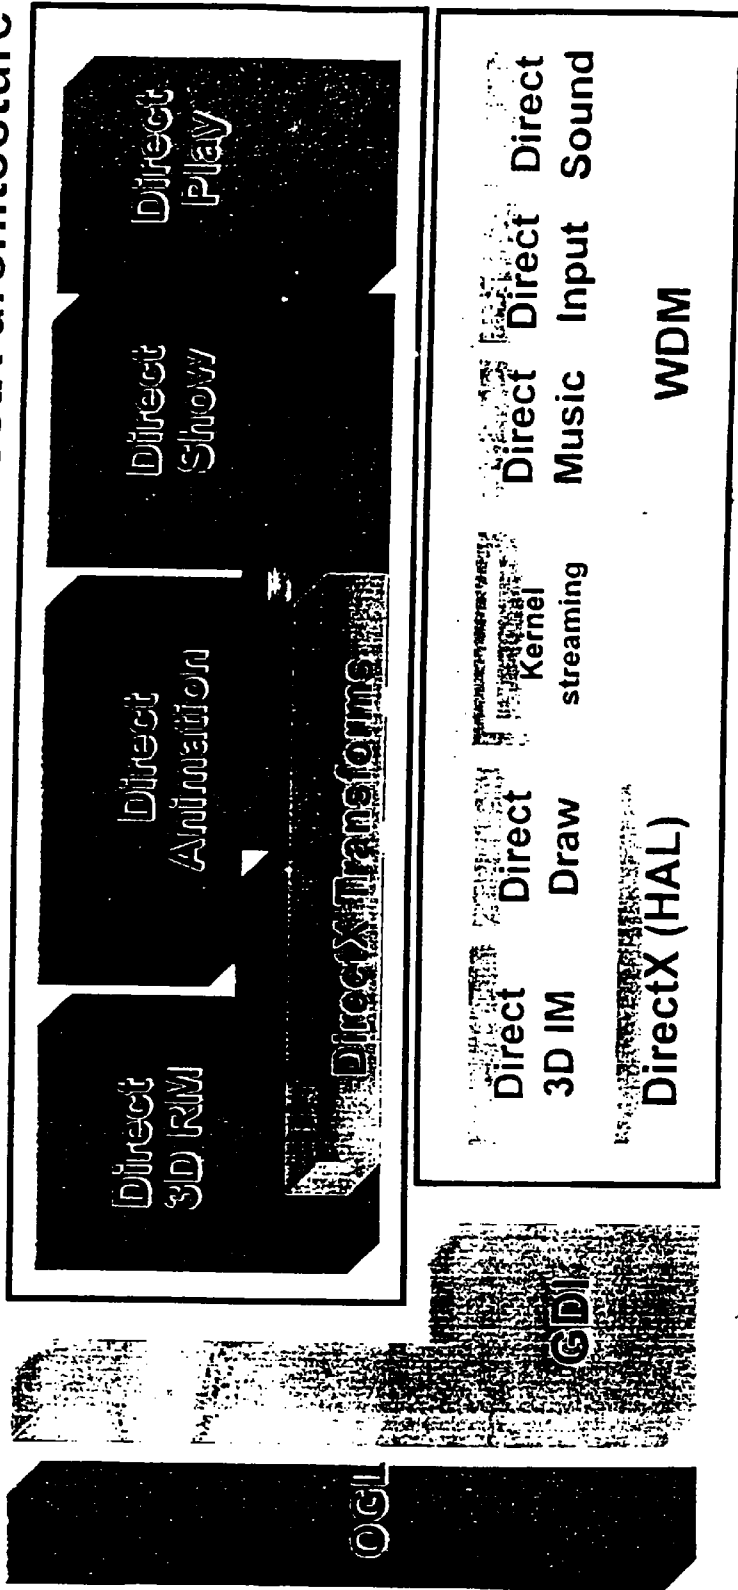 architecture
Direct
3D RM
Direct
Animation
Direct
Show
Direct
Play
DirectX Transforms
OGL
GDI
Direct
3D IM
Direct
Draw
Kernel
streaming
Direct
Music
Direct
Input
Direct
Sound
DirectX (HAL)
WDM